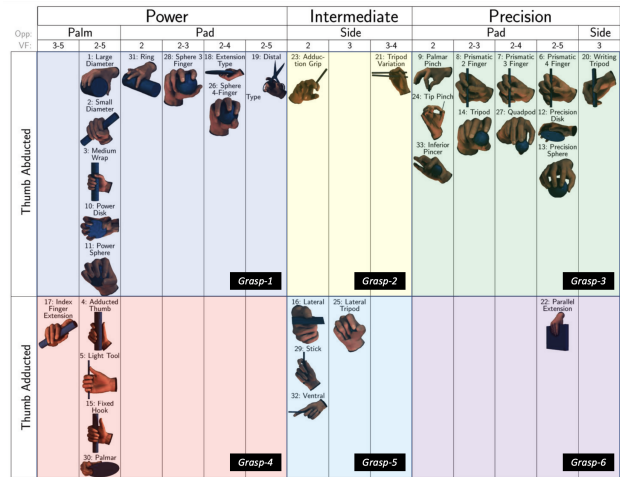 Power Intermediate Precision
Opp: Palm Pad Side Pad Side
VF: 3-5 2-5 2 2-3 2-4 2-5 2 3 3-4 2 2-3 2-4 2-5 3
Thumb Abducted
1: Large
Diameter
2: Small
Diameter
3: Medium
Wrap
10: Power
Disk
11: Power
Sphere
31: Ring
28: Sphere 3
Finger
18: Extension
Type
26: Sphere
4-Finger
19: Distal
Type
Grasp-1
23: Adduc-
tion Grip
21: Tripod
Variation
Grasp-2
9: Palmar
Pinch
24: Tip Pinch
33: Inferior
Pincer
8: Prismatic
2 Finger
14: Tripod
7: Prismatic
3 Finger
27: Quadpod
6: Prismatic
4 Finger
12: Precision
Disk
13: Precision
Sphere
20: Writing
Tripod
Grasp-3
Thumb Adducted
17: Index
Finger
Extension
4: Adducted
Thumb
5: Light Tool
15: Fixed
Hook
30: Palmar
Grasp-4
16: Lateral
29: Stick
32: Ventral
25: Lateral
Tripod
Grasp-5
22: Parallel
Extension
Grasp-6